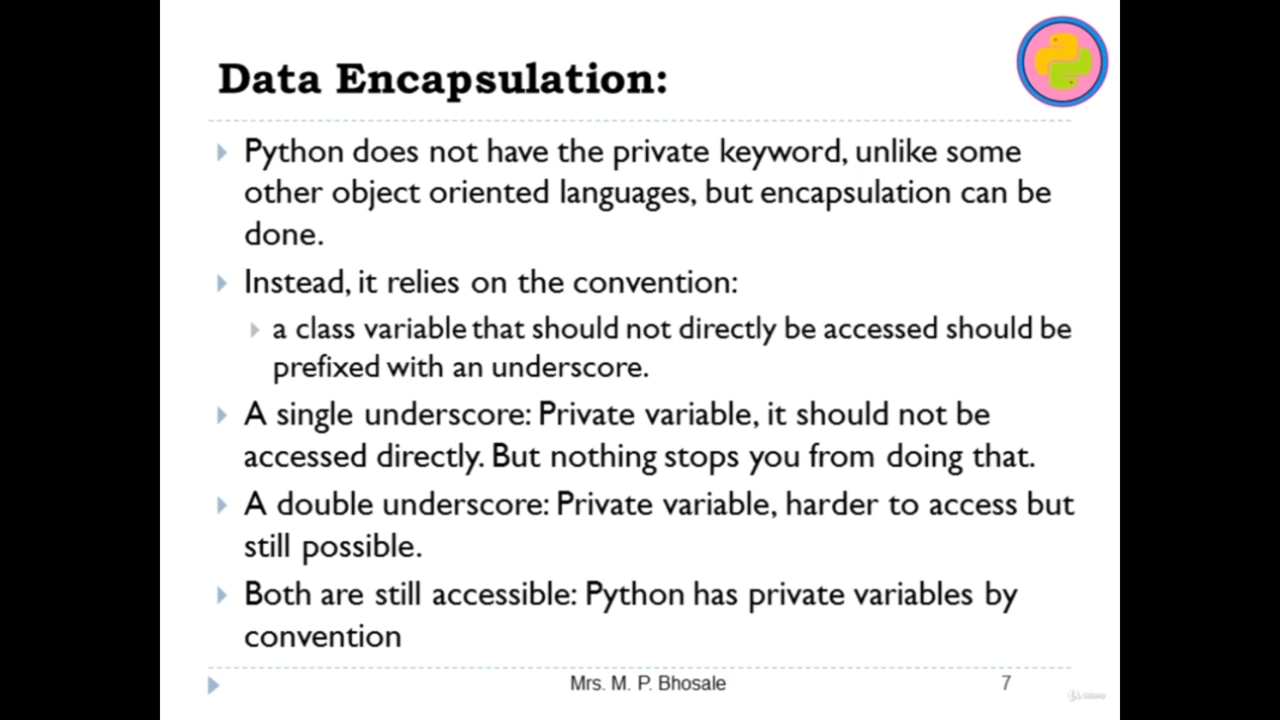 Data Encapsulation:
Python does not have the private keyword, unlike some
other object oriented languages, but encapsulation can be
done.
Instead, it relies on the convention:
a class variable that should not directly be accessed should be
prefixed with an underscore.
A single underscore: Private variable, it should not be
accessed directly. But nothing stops you from doing that.
A double underscore: Private variable, harder to access but
still possible.
Both are still accessible: Python has private variables by
convention
Mrs. M. P. Bhosale
7
Udemy